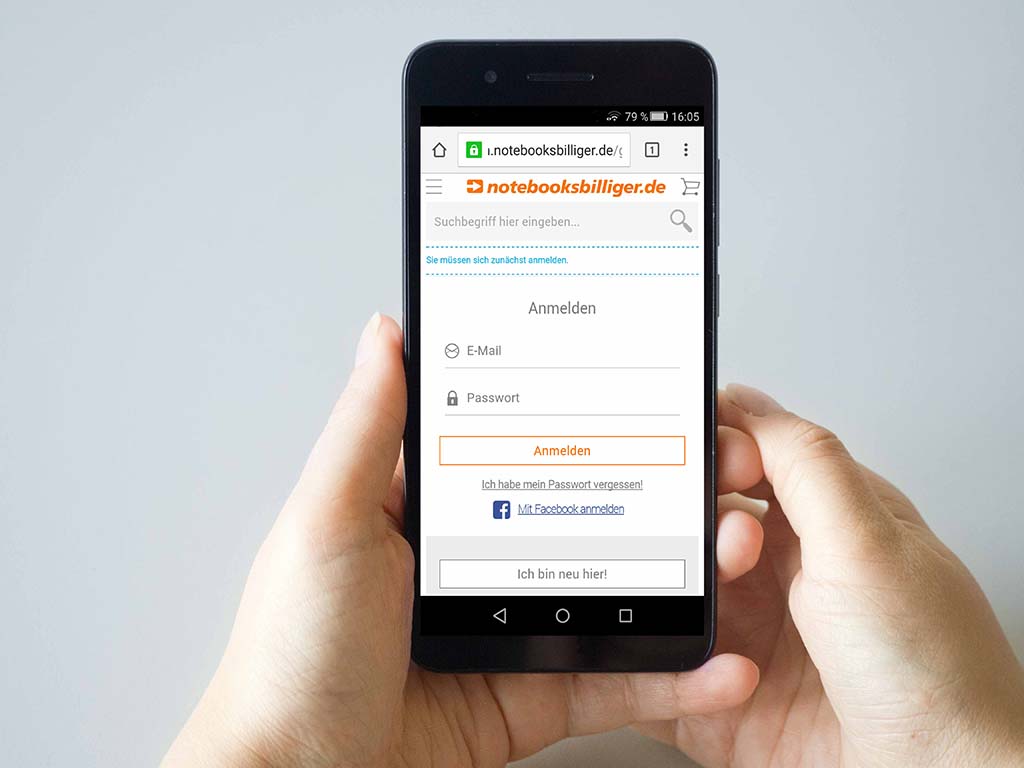 79 % 16:05
.notebooksbilliger.de/g
1
notebooksbilliger.de
Suchbegriff hier eingeben...
Sie müssen sich zunächst anmelden.
Anmelden
E-Mail
Passwort
Anmelden
Ich habe mein Passwort vergessen!
f Mit Facebook anmelden
Ich bin neu hier!